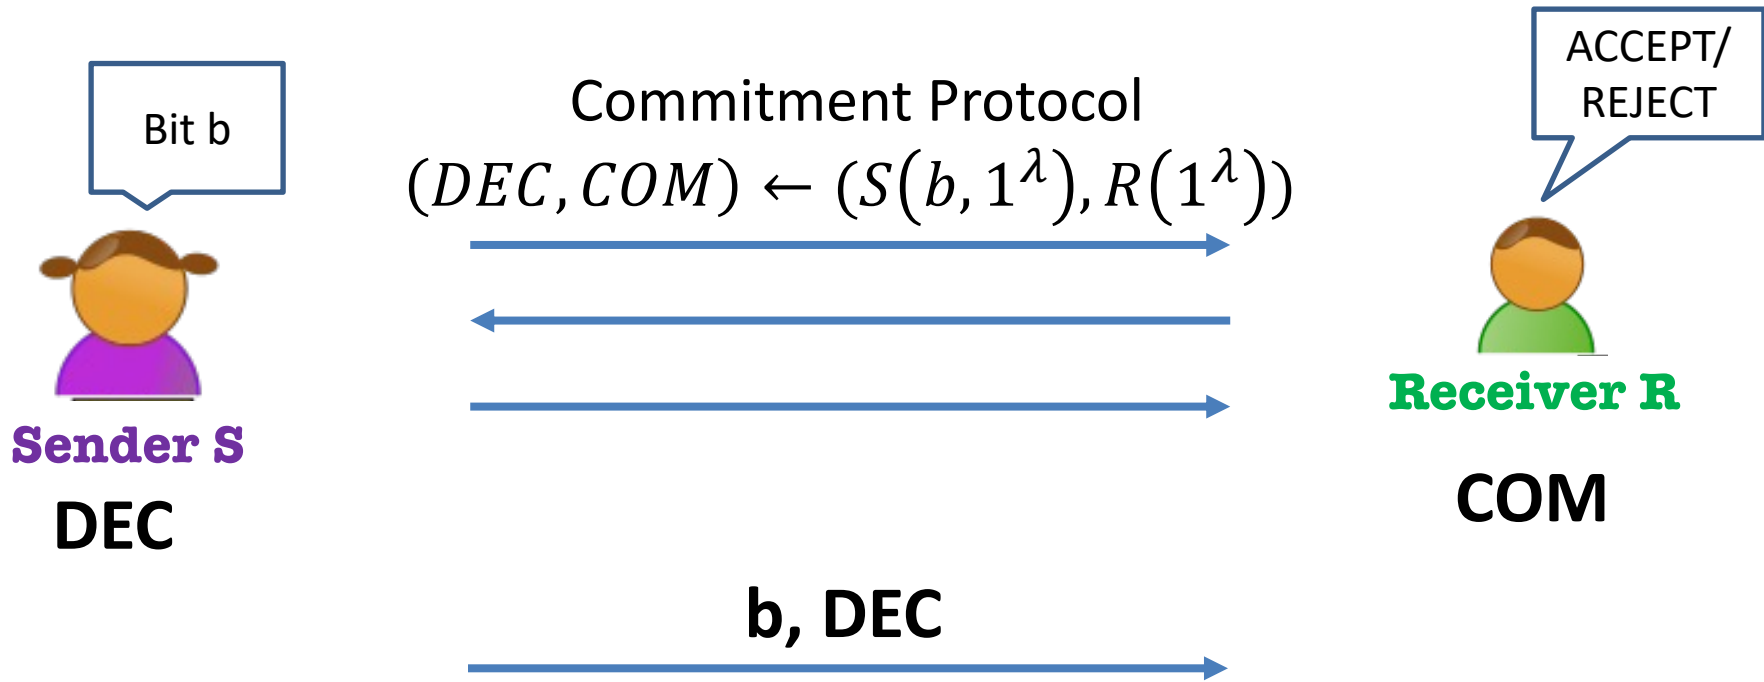 Bit b
Commitment Protocol
(DEC, COM) ← (S(b, 1^λ), R(1^λ))
ACCEPT/
REJECT
Sender S
DEC
Receiver R
COM
b, DEC